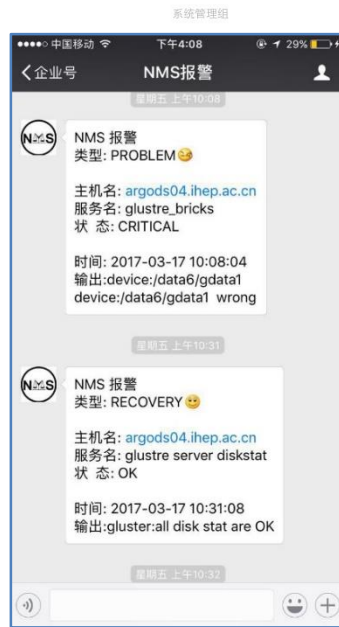 系统管理组
中国移动 下午4:08 29%
企业号 NMS报警
星期五 上午10:08
NMS
NMS 报警
类型: PROBLEM
主机名: argods04.ihep.ac.cn
服务名: glustre_bricks
状 态: CRITICAL
时间: 2017-03-17 10:08:04
输出:device:/data6/gdata1
device:/data6/gdata1 wrong
星期五 上午10:31
NMS
NMS 报警
类型: RECOVERY
主机名: argods04.ihep.ac.cn
服务名: glustre server diskstat
状 态: OK
时间: 2017-03-17 10:31:08
输出:gluster:all disk stat are OK
星期五 上午10:32